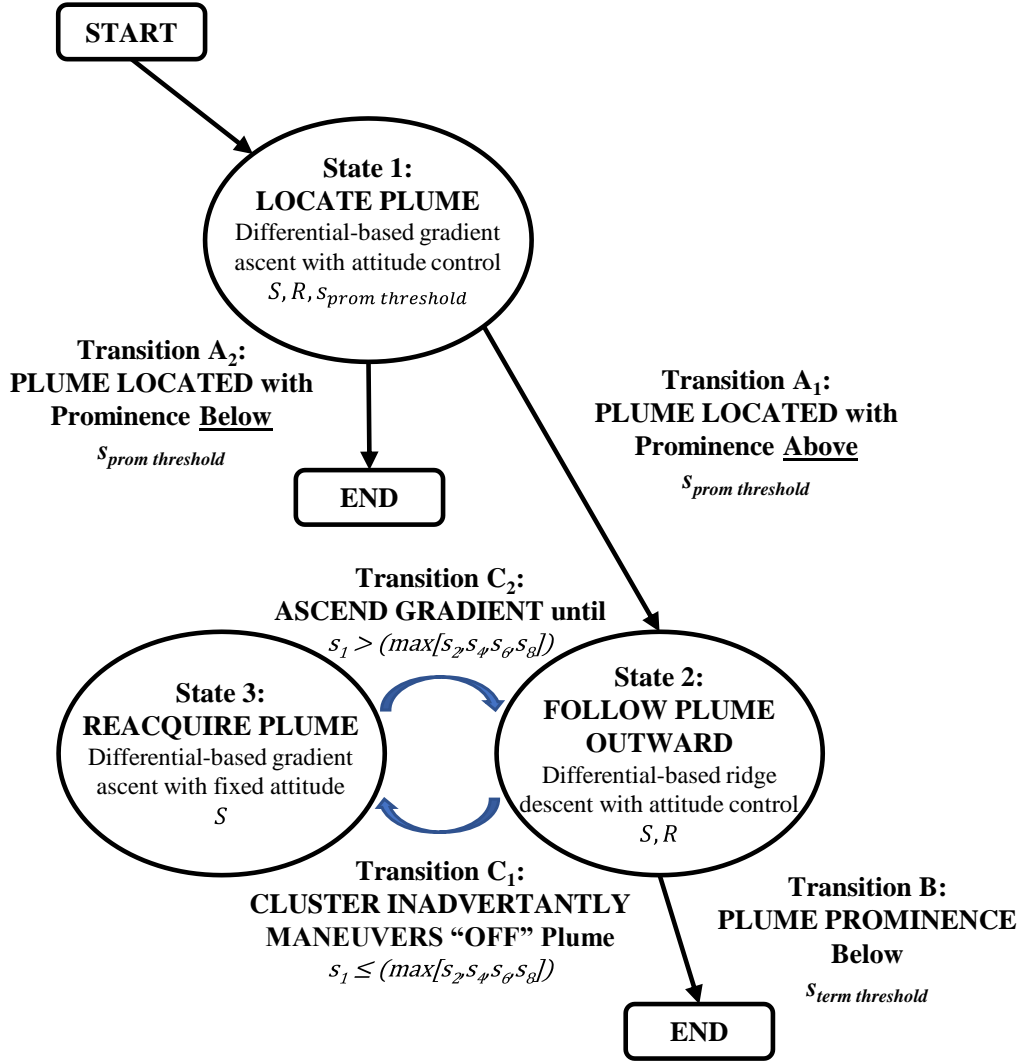 START
State 1:
LOCATE PLUME
Differential-based gradient
ascent with attitude control
S, R, s_prom threshold
Transition A₂:
PLUME LOCATED with
Prominence Below
s_prom threshold
Transition A₁:
PLUME LOCATED with
Prominence Above
s_prom threshold
END
Transition C₂:
ASCEND GRADIENT until
s₁ > (max[s₂,s₄,s₆,s₈])
State 3:
REACQUIRE PLUME
Differential-based gradient
ascent with fixed attitude
S
State 2:
FOLLOW PLUME
OUTWARD
Differential-based ridge
descent with attitude control
S, R
Transition C₁:
CLUSTER INADVERTANTLY
MANEUVERS “OFF” Plume
s₁ ≤ (max[s₂,s₄,s₆,s₈])
Transition B:
PLUME PROMINENCE
Below
s_term threshold
END